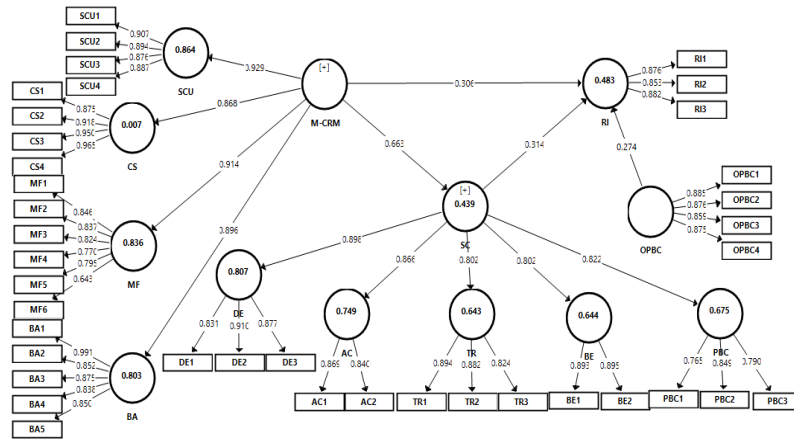 SCU1
SCU2
SCU3
SCU4
0.907
0.894
0.876
0.887
0.864
SCU
0.929
[+]
M-CRM
0.306
0.483
RI
0.876
0.853
0.882
RI1
RI2
RI3
CS1
CS2
CS3
CS4
0.875
0.918
0.950
0.965
0.007
CS
0.868
0.663
0.314
0.274
MF1
MF2
MF3
MF4
MF5
MF6
0.846
0.837
0.824
0.770
0.795
0.643
0.836
MF
0.914
0.896
[+]
0.439
SC
OPBC
0.885
0.876
0.859
0.875
OPBC1
OPBC2
OPBC3
OPBC4
0.898
0.866
0.802
0.802
0.822
0.807
DE
0.831
0.910
0.877
DE1
DE2
DE3
0.749
AC
0.869
0.840
AC1
AC2
0.643
TR
0.894
0.882
0.824
TR1
TR2
TR3
0.644
BE
0.893
0.895
BE1
BE2
0.675
PBC
0.765
0.849
0.790
PBC1
PBC2
PBC3
BA1
BA2
BA3
BA4
BA5
0.991
0.852
0.875
0.838
0.850
0.803
BA